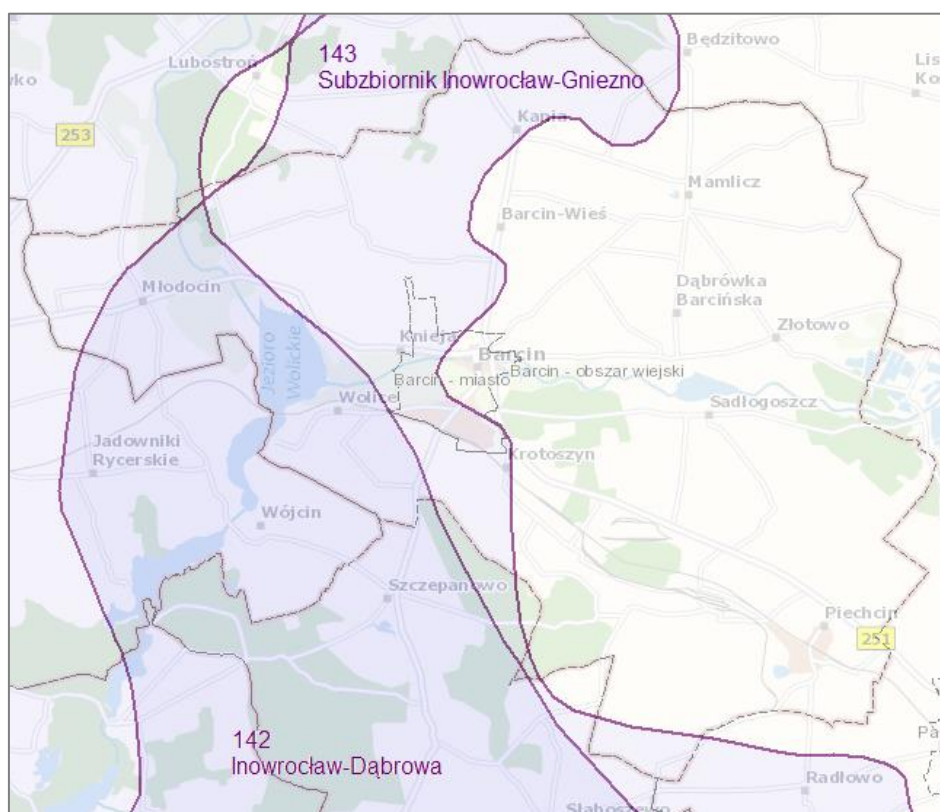 143
Subzbiornik Inowrocław-Gniezno
Będzitowo
Lubostroń
Kania
253
Mamlicz
Barcin-Wieś
Młodocin
Dąbrówka
Barcińska
Złotowo
Jezioro
Wolickie
Knieja
Barcin
Barcin - obszar wiejski
Barcin - miasto
Wolice
Sadłogoszcz
Jadowniki
Rycerskie
Krotoszyn
Wójcin
Szczepanowo
Piechcin
251
142
Inowrocław-Dąbrowa
Radłowo